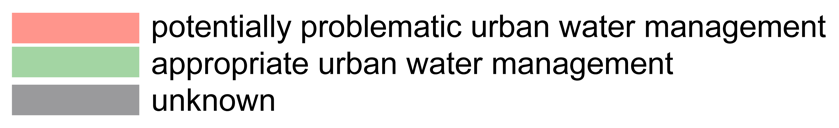 potentially problematic urban water management
appropriate urban water management
unknown